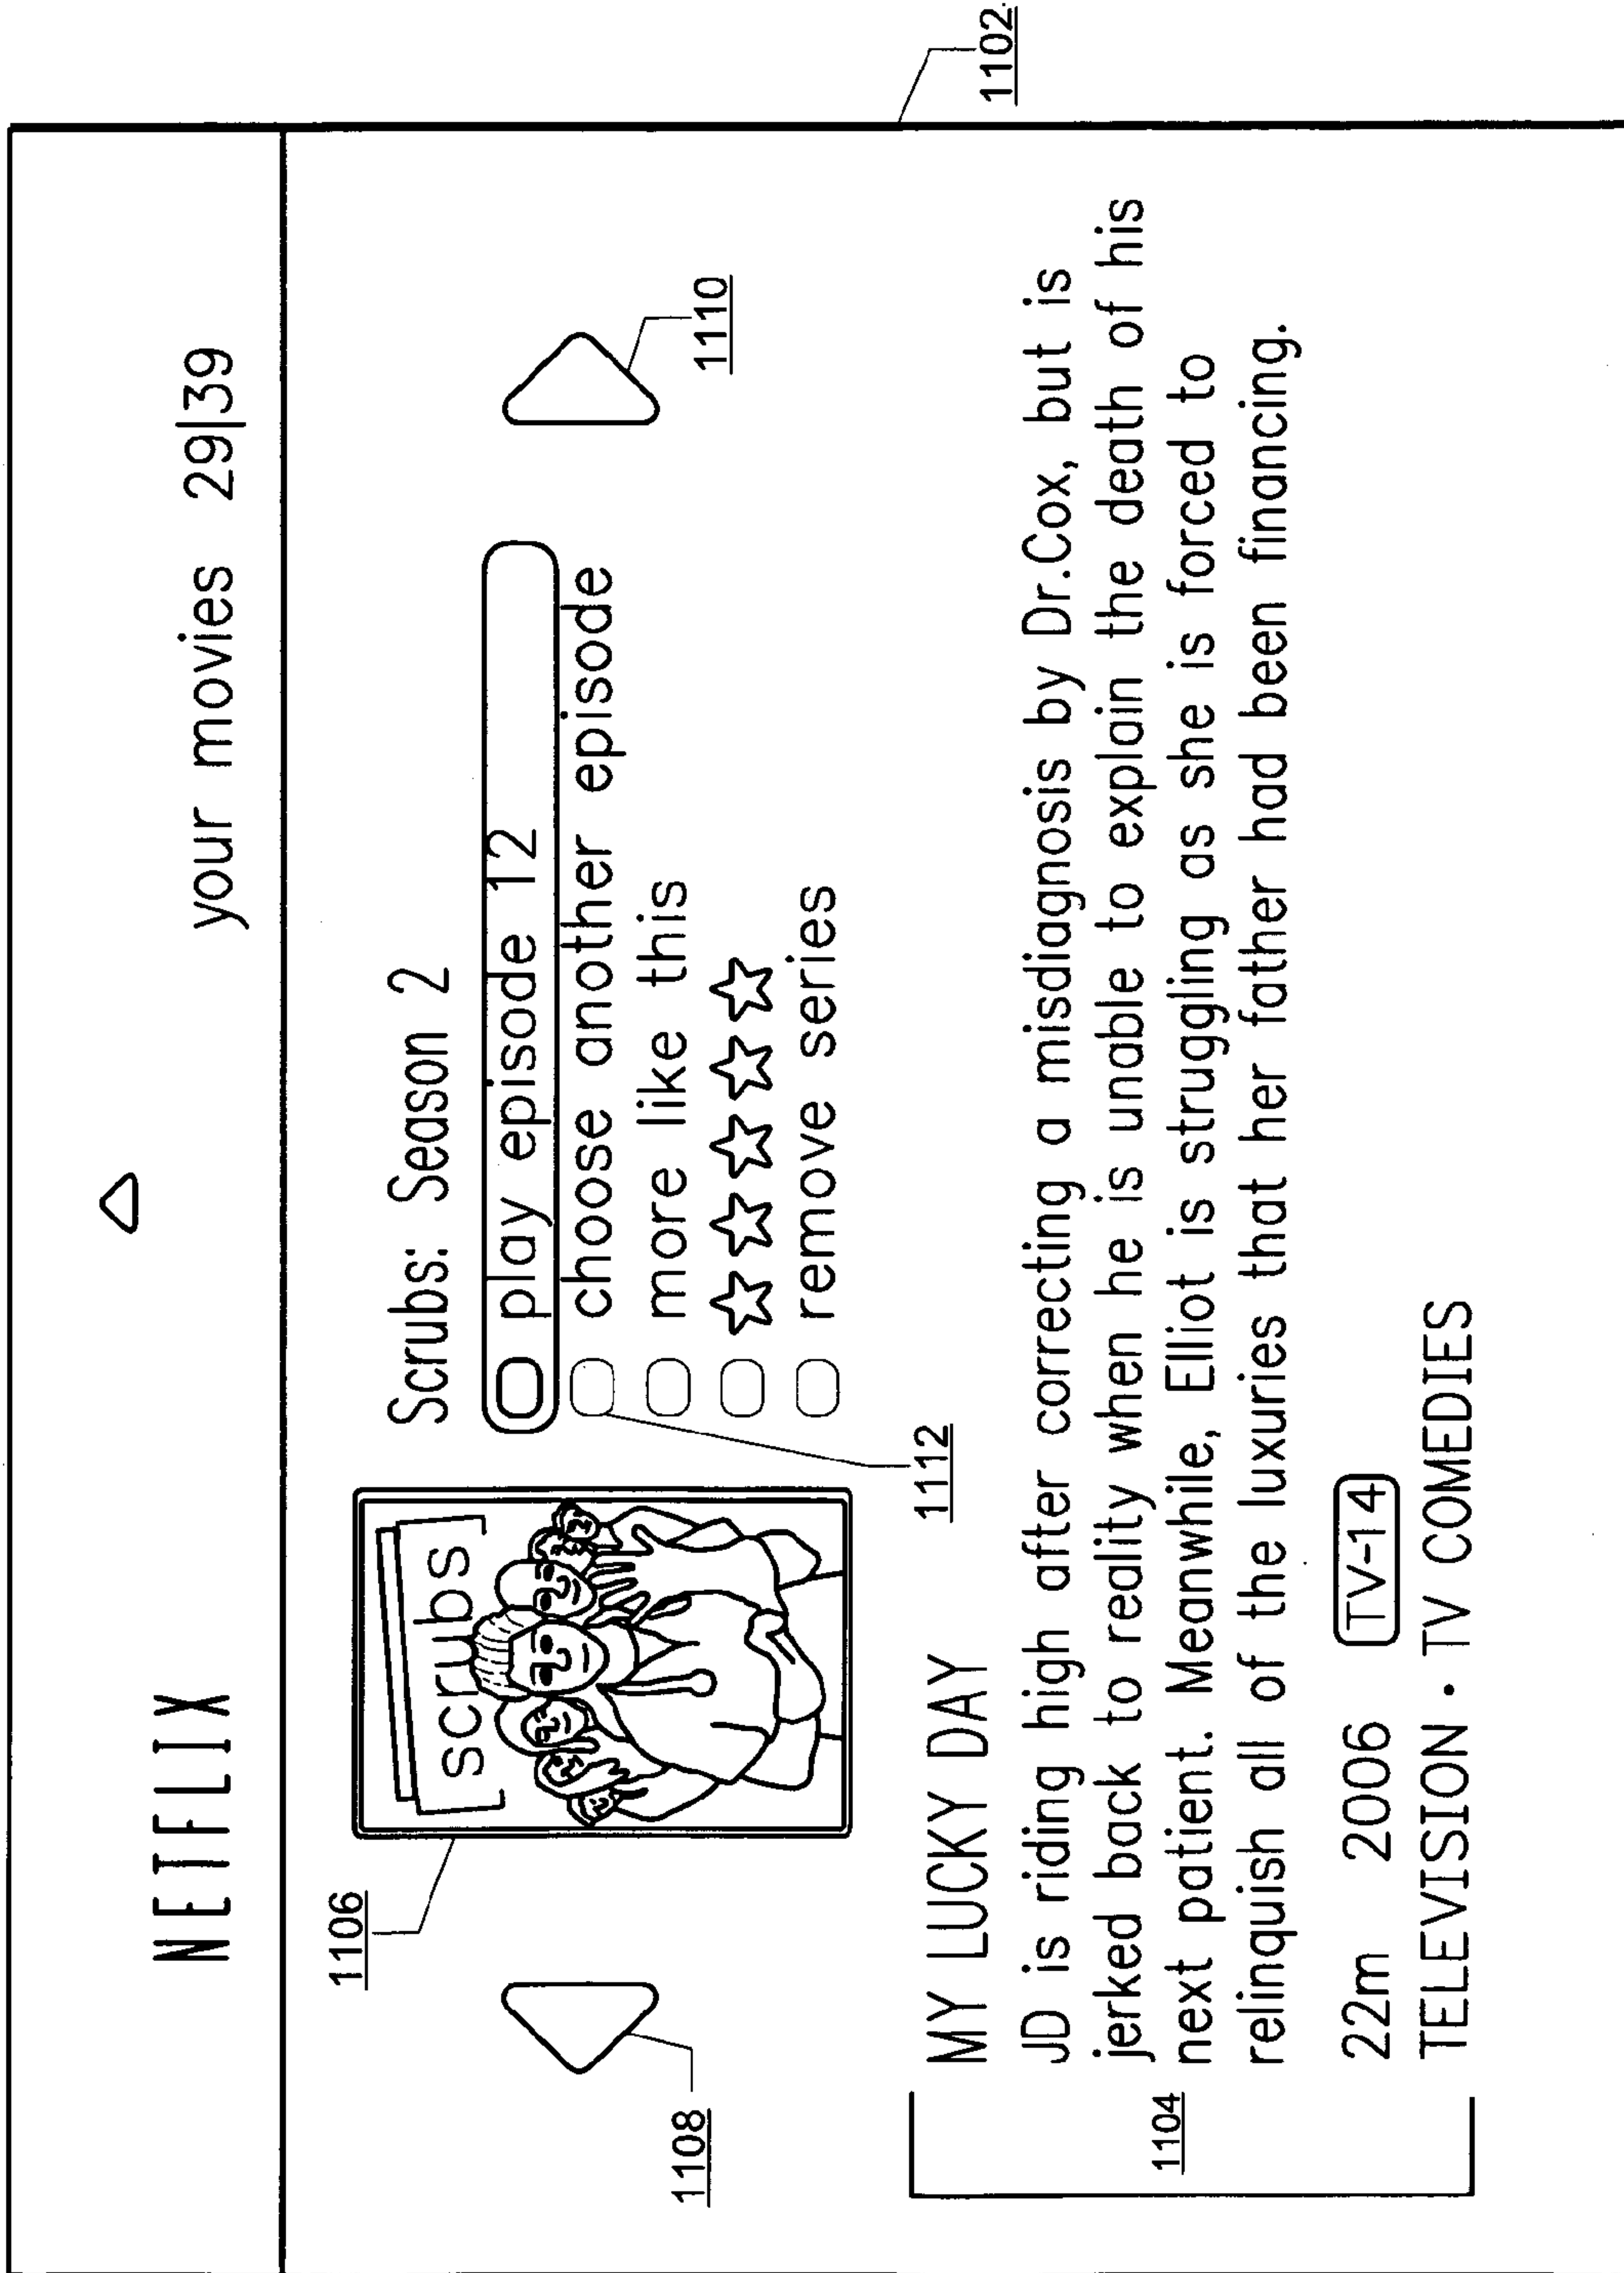 NETFLIX
your movies 29|39
1106
scrubs
Scrubs: Season 2
play episode 12
choose another episode
more like this
remove series
1108
1110
1112
1102
MY LUCKY DAY
JD is riding high after correcting a misdiagnosis by Dr.Cox, but is
jerked back to reality when he is unable to explain the death of his
next patient. Meanwhile, Elliot is struggling as she is forced to
relinquish all of the luxuries that her father had been financing.
1104
22m 2006 TV-14
TELEVISION • TV COMEDIES